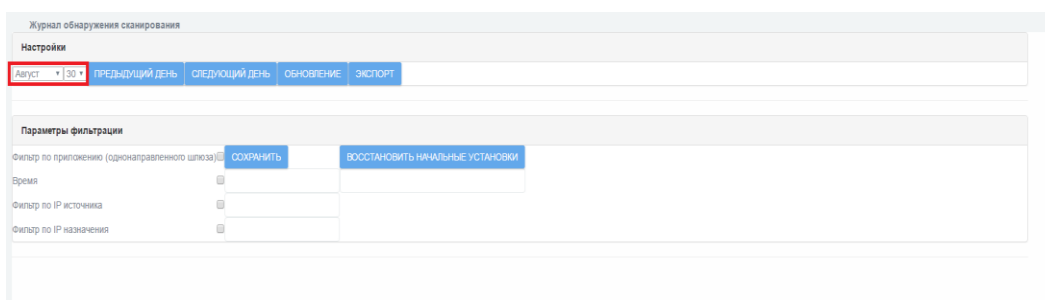 Журнал обнаружения сканирования
Настройки
Август 30 ПРЕДЫДУЩИЙ ДЕНЬ СЛЕДУЮЩИЙ ДЕНЬ ОБНОВЛЕНИЕ ЭКСПОРТ
Параметры фильтрации
Фильтр по приложению (однонаправленного шлюза) СОХРАНИТЬ ВОССТАНОВИТЬ НАЧАЛЬНЫЕ УСТАНОВКИ
Время
Фильтр по IP источника
Фильтр по IP назначения